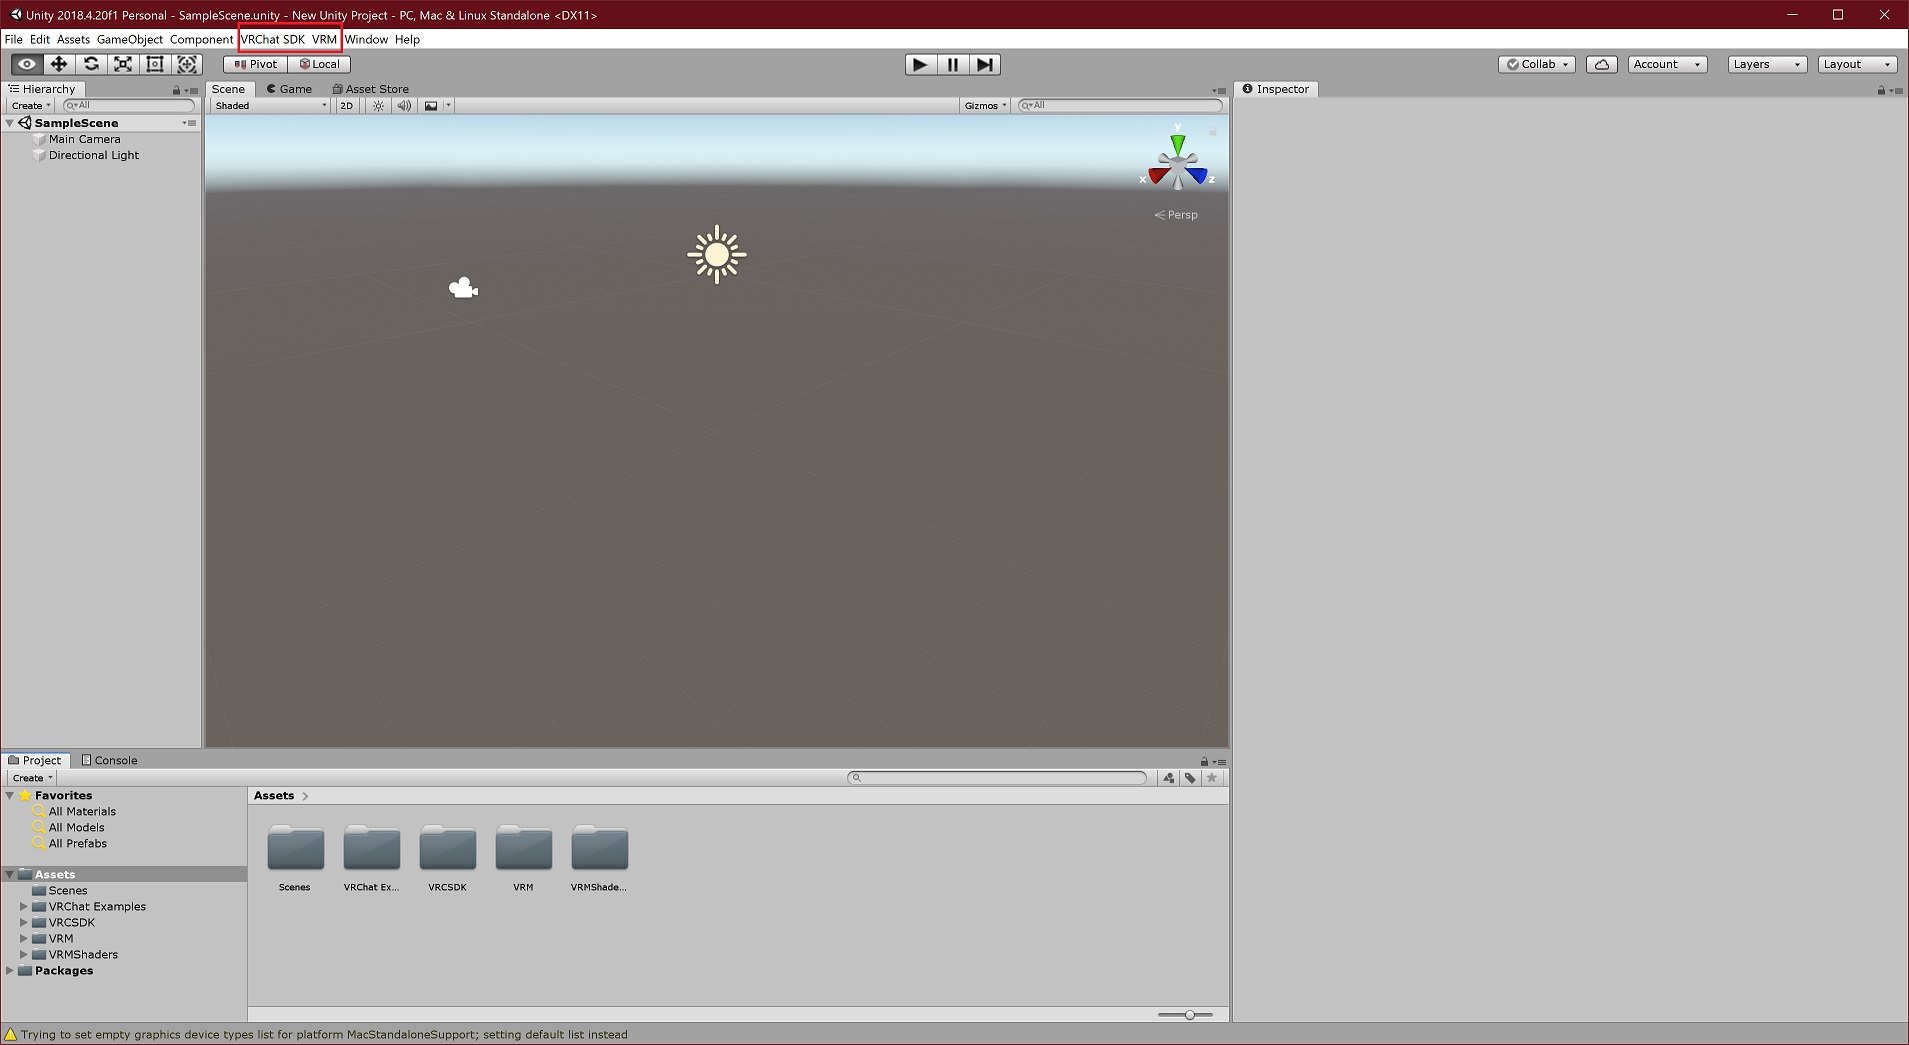 Unity 2018.4.20f1 Personal - SampleScene.unity - New Unity Project - PC, Mac & Linux Standalone <DX11>
File Edit Assets GameObject Component VRChat SDK VRM Window Help
Pivot Local Collab Account Layers Layout
Hierarchy Scene Game Asset Store Inspector
Create All Shaded 2D Gizmos All
SampleScene
Main Camera
Directional Light
y
x z
Persp
Project Console
Create
Favorites
All Materials
All Models
All Prefabs
Assets
Scenes
VRChat Examples
VRCSDK
VRM
VRMShaders
Packages
Assets
Scenes VRChat Ex... VRCSDK VRM VRMShade...
Trying to set empty graphics device types list for platform MacStandaloneSupport; setting default list instead